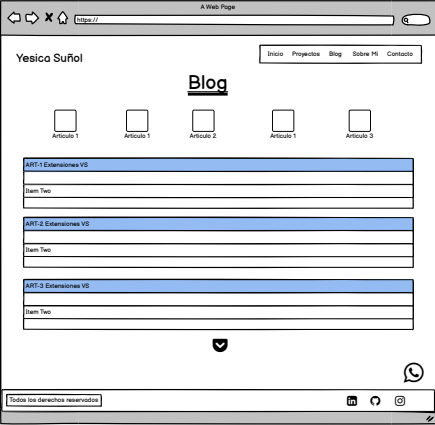 A Web Page
https://
Yesica Suñol
Inicio Proyectos Blog Sobre Mi Contacto
Blog
Articulo 1 Articulo 1 Articulo 2 Articulo 1 Articulo 3
ART-1 Extensiones VS
Item Two
ART-2 Extensiones VS
Item Two
ART-3 Extensiones VS
Item Two
Todos los derechos reservados
in